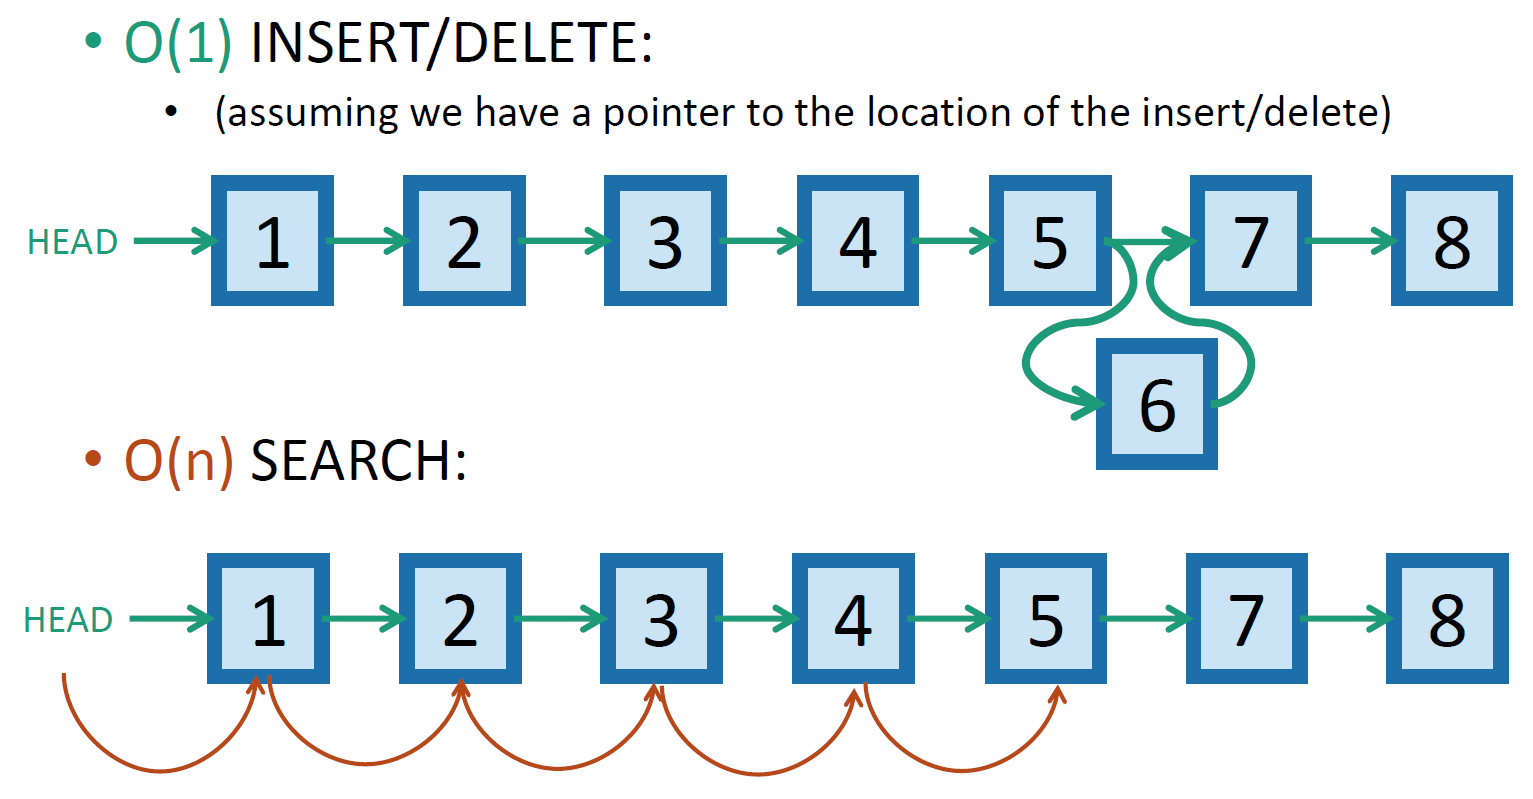 • O(1) INSERT/DELETE:
• (assuming we have a pointer to the location of the insert/delete)
HEAD 1 2 3 4 5 7 8
6
• O(n) SEARCH:
HEAD 1 2 3 4 5 7 8